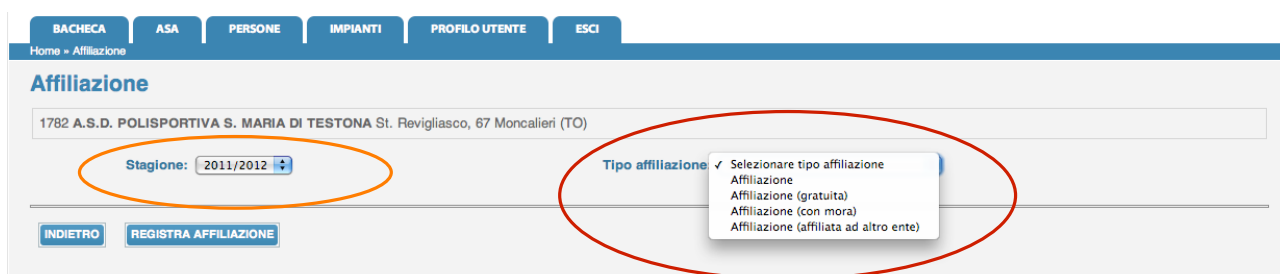 BACHECA ASA PERSONE IMPIANTI PROFILO UTENTE ESCI
Home » Affiliazione
Affiliazione
1782 A.S.D. POLISPORTIVA S. MARIA DI TESTONA St. Revigliasco, 67 Moncalieri (TO)
Stagione: 2011/2012 Tipo affiliazione: ✓ Selezionare tipo affiliazione
Affiliazione
Affiliazione (gratuita)
Affiliazione (con mora)
Affiliazione (affiliata ad altro ente)
INDIETRO REGISTRA AFFILIAZIONE